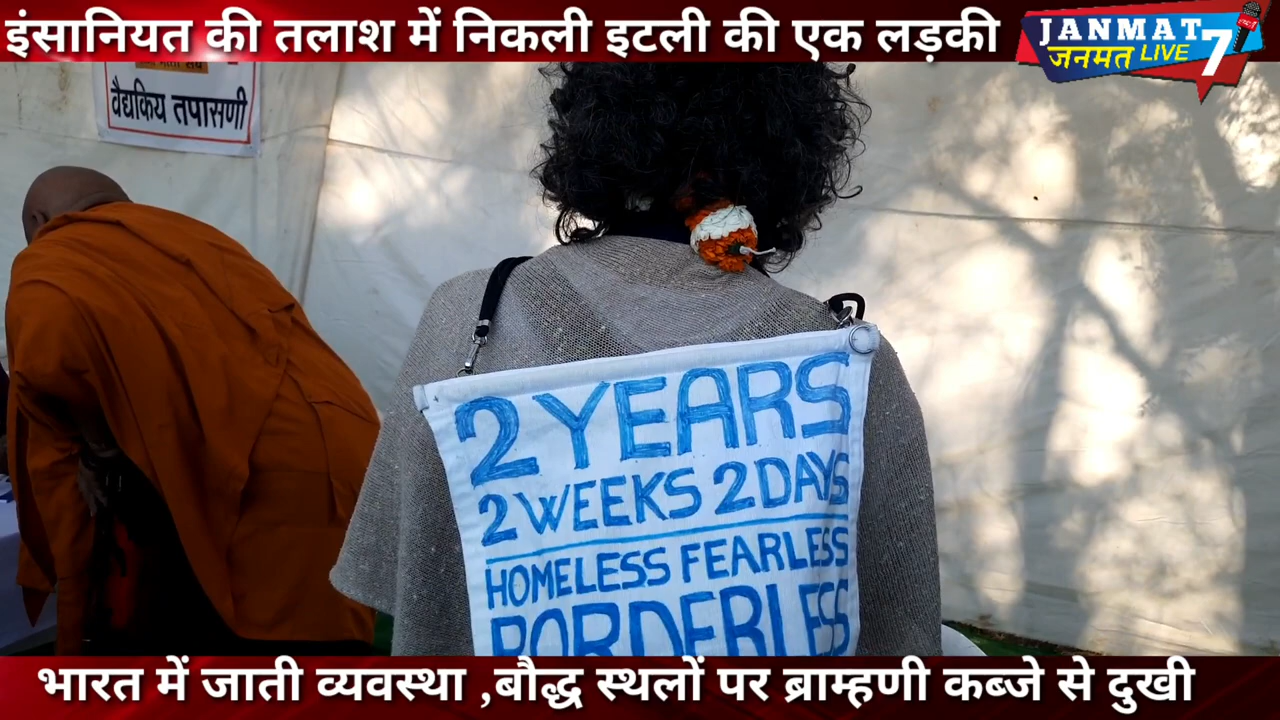 इंसानियत की तलाश में निकली इटली की एक लड़की
JANMAT
जनमत LIVE 7
वैद्यकिय तपासणी
2 YEARS
2 WEEKS 2 DAYS
HOMELESS FEARLESS
BORDERLESS
भारत में जाती व्यवस्था ,बौद्ध स्थलों पर ब्राम्हणी कब्जे से दुखी